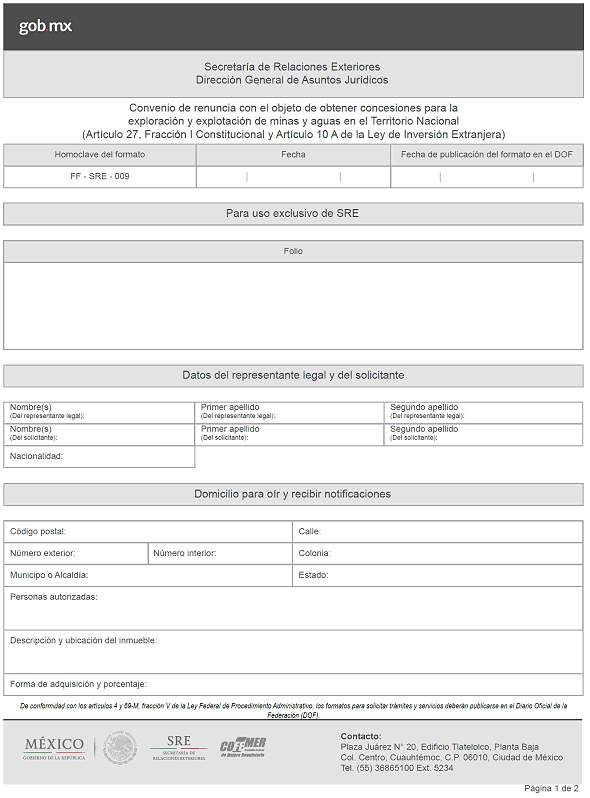 gob.mx
Secretaría de Relaciones Exteriores
Dirección General de Asuntos Jurídicos
Convenio de renuncia con el objeto de obtener concesiones para la
exploración y explotación de minas y aguas en el Territorio Nacional
(Artículo 27, Fracción I Constitucional y Artículo 10 A de la Ley de Inversión Extranjera)
Homoclave del formato
Fecha
Fecha de publicación del formato en el DOF
FF - SRE - 009
Para uso exclusivo de SRE
Folio
Datos del representante legal y del solicitante
Nombre(s)
(Del representante legal):
Primer apellido
(Del representante legal):
Segundo apellido
(Del representante legal):
Nombre(s)
(Del solicitante):
Primer apellido
(Del solicitante):
Segundo apellido
(Del solicitante):
Nacionalidad:
Domicilio para oír y recibir notificaciones
Código postal:
Calle:
Número exterior:
Número interior:
Colonia:
Municipo o Alcaldía:
Estado:
Personas autorizadas:
Descripción y ubicación del inmueble:
Forma de adquisición y porcentaje:
De conformidad con los artículos 4 y 69-M, fracción V de la Ley Federal de Procedimiento Administrativo, los formatos para solicitar trámites y servicios deberán publicarse en el Diario Oficial de la
Federación (DOF).
MÉXICO
GOBIERNO DE LA REPÚBLICA
SRE
SECRETARÍA DE
RELACIONES EXTERIORES
COFEMER
de Mejora Regulatoria
Contacto:
Plaza Juárez N° 20, Edificio Tlatelolco, Planta Baja
Col. Centro, Cuauhtémoc, C.P. 06010, Ciudad de México
Tel. (55) 36865100 Ext. 5234
Página 1 de 2